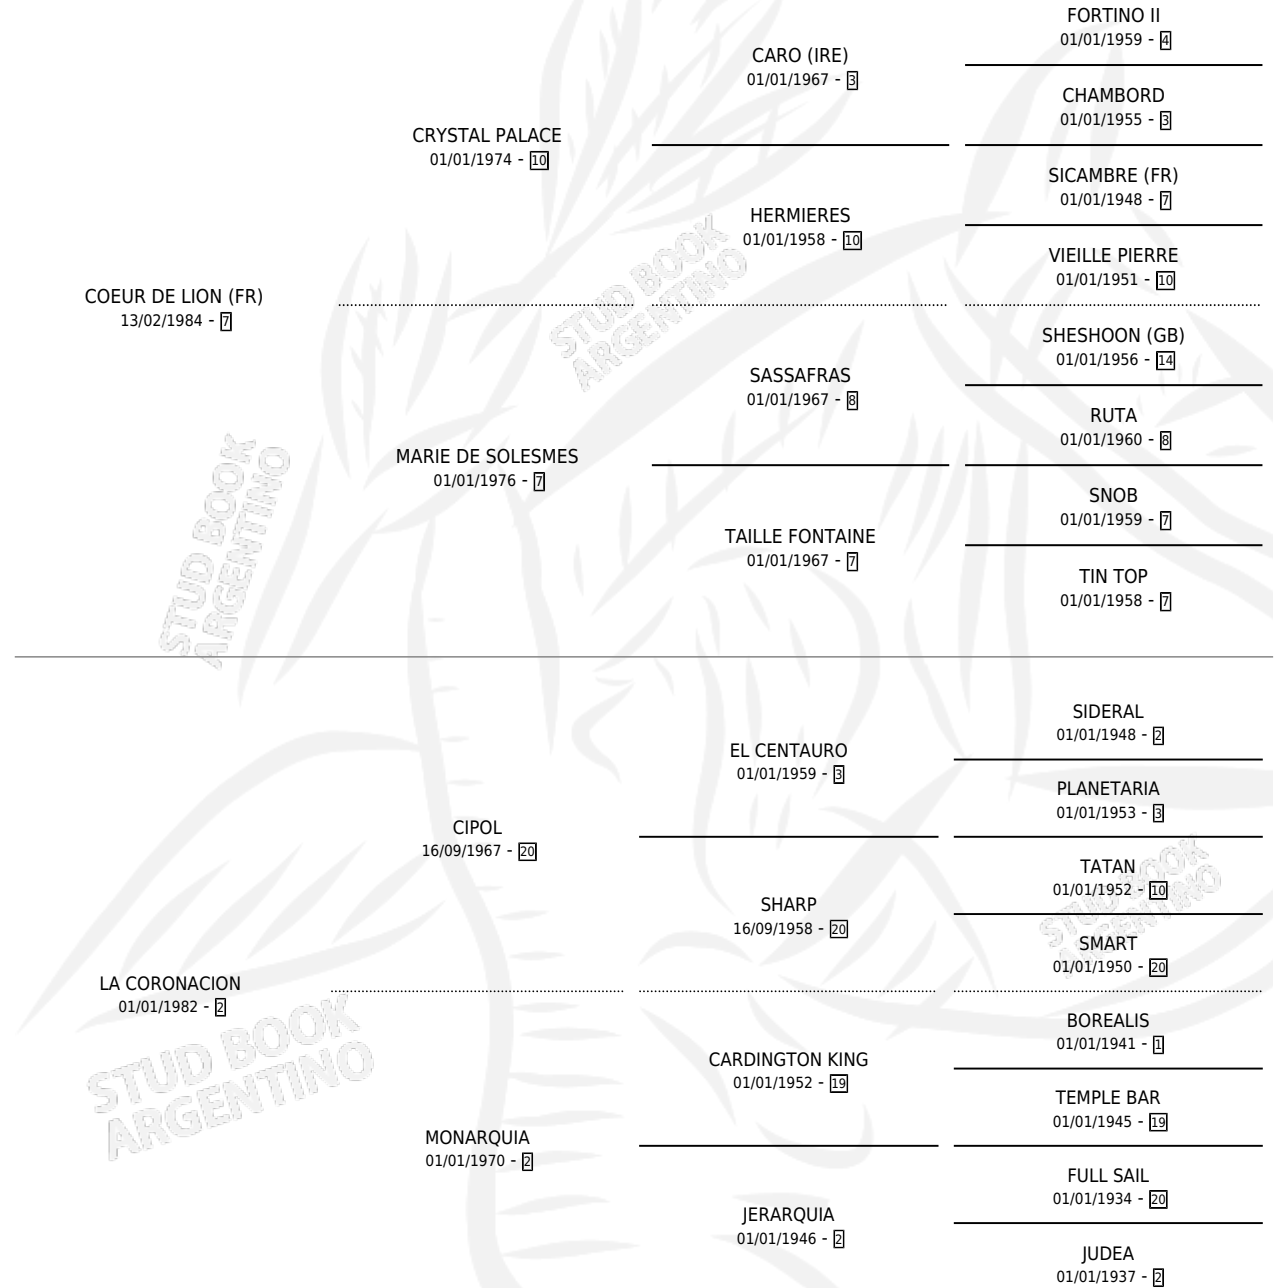 FORTINO II
01/01/1959 - 4
CARO (IRE)
01/01/1967 - 3
CHAMBORD
01/01/1955 - 3
CRYSTAL PALACE
01/01/1974 - 10
SICAMBRE (FR)
01/01/1948 - 7
HERMIERES
01/01/1958 - 10
VIEILLE PIERRE
01/01/1951 - 10
COEUR DE LION (FR)
13/02/1984 - 7
STUD BOOK
ARGENTINO
SHESHOON (GB)
01/01/1956 - 14
SASSAFRAS
01/01/1967 - 8
RUTA
01/01/1960 - 8
MARIE DE SOLESMES
01/01/1976 - 7
SNOB
01/01/1959 - 7
TAILLE FONTAINE
01/01/1967 - 7
TIN TOP
01/01/1958 - 7
STUD BOOK
ARGENTINO
SIDERAL
01/01/1948 - 2
EL CENTAURO
01/01/1959 - 3
PLANETARIA
01/01/1953 - 3
CIPOL
16/09/1967 - 20
TATAN
01/01/1952 - 10
SHARP
16/09/1958 - 20
SMART
01/01/1950 - 20
STUD BOOK
ARGENTINO
LA CORONACION
01/01/1982 - 2
STUD BOOK
ARGENTINO
BOREALIS
01/01/1941 - 1
CARDINGTON KING
01/01/1952 - 19
TEMPLE BAR
01/01/1945 - 19
MONARQUIA
01/01/1970 - 2
FULL SAIL
01/01/1934 - 20
JERARQUIA
01/01/1946 - 2
JUDEA
01/01/1937 - 2